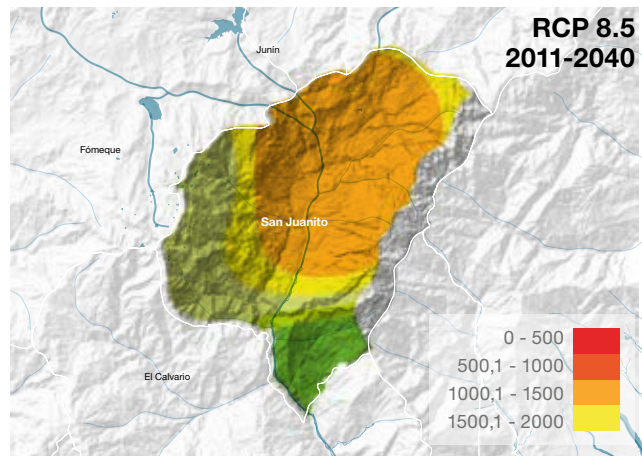 RCP 8.5
2011-2040
Junín
Fómeque
San Juanito
El Calvario
0 - 500
500,1 - 1000
1000,1 - 1500
1500,1 - 2000